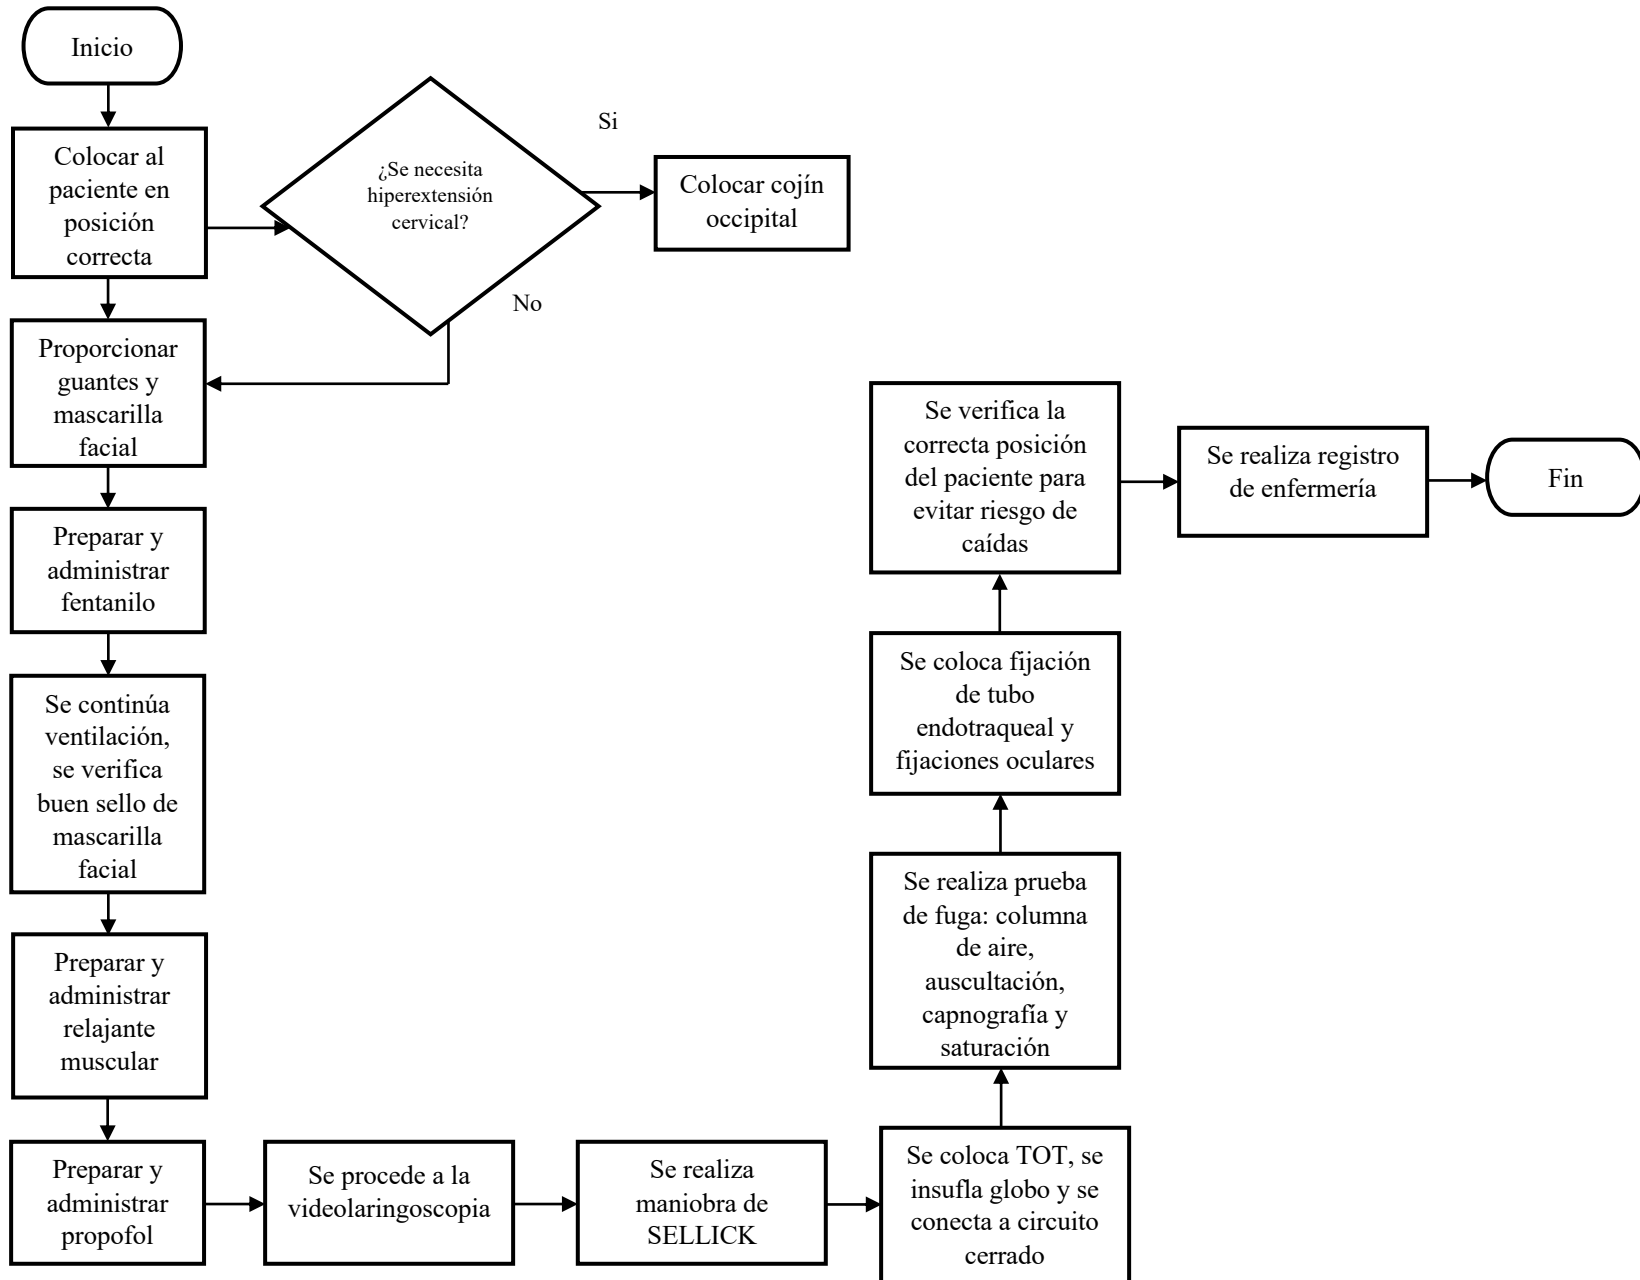 Inicio
Colocar al
paciente en
posición
correcta
¿Se necesita
hiperextensión
cervical?
Si
Colocar cojín
occipital
No
Proporcionar
guantes y
mascarilla
facial
Preparar y
administrar
fentanilo
Se continúa
ventilación,
se verifica
buen sello de
mascarilla
facial
Preparar y
administrar
relajante
muscular
Preparar y
administrar
propofol
Se procede a la
videolaringoscopia
Se realiza
maniobra de
SELLICK
Se coloca TOT, se
insufla globo y se
conecta a circuito
cerrado
Se realiza prueba
de fuga: columna
de aire,
auscultación,
capnografía y
saturación
Se coloca fijación
de tubo
endotraqueal y
fijaciones oculares
Se verifica la
correcta posición
del paciente para
evitar riesgo de
caídas
Se realiza registro
de enfermería
Fin